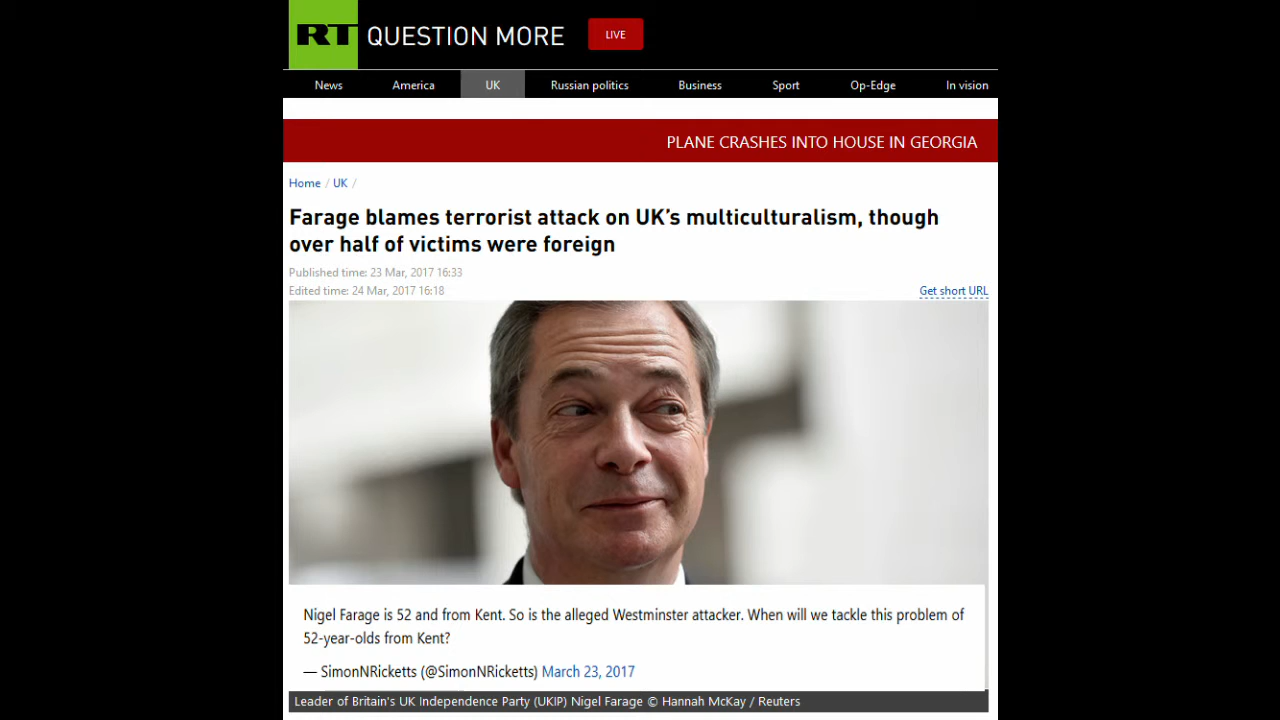 RT QUESTION MORE LIVE
News America UK Russian politics Business Sport Op-Edge In vision
PLANE CRASHES INTO HOUSE IN GEORGIA
Home / UK /
Farage blames terrorist attack on UK’s multiculturalism, though
over half of victims were foreign
Published time: 23 Mar, 2017 16:33
Edited time: 24 Mar, 2017 16:18
Get short URL
Nigel Farage is 52 and from Kent. So is the alleged Westminster attacker. When will we tackle this problem of
52-year-olds from Kent?
— SimonNRicketts (@SimonNRicketts) March 23, 2017
Leader of Britain's UK Independence Party (UKIP) Nigel Farage © Hannah McKay / Reuters